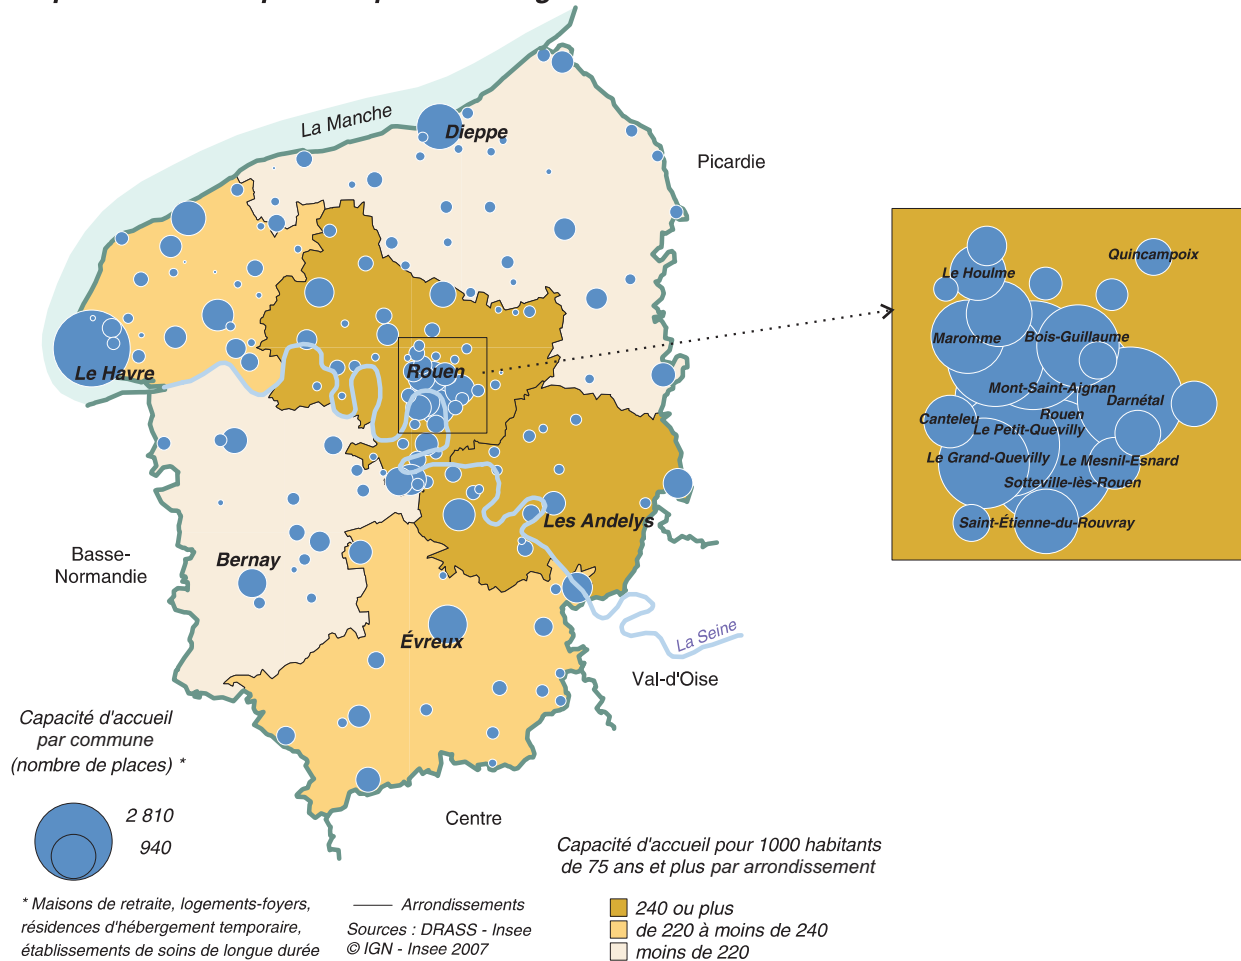 La Manche
Dieppe
Picardie
Le Havre
Rouen
Les Andelys
Basse-
Normandie
Bernay
Évreux
La Seine
Val-d'Oise
Centre
Quincampoix
Le Houlme
Maromme
Bois-Guillaume
Mont-Saint-Aignan
Darnétal
Canteleu
Rouen
Le Petit-Quevilly
Le Grand-Quevilly
Le Mesnil-Esnard
Sotteville-lès-Rouen
Saint-Étienne-du-Rouvray
Capacité d'accueil
par commune
(nombre de places) *
2 810
940
* Maisons de retraite, logements-foyers,
résidences d'hébergement temporaire,
établissements de soins de longue durée
Arrondissements
Sources : DRASS - Insee
© IGN - Insee 2007
Capacité d'accueil pour 1000 habitants
de 75 ans et plus par arrondissement
240 ou plus
de 220 à moins de 240
moins de 220